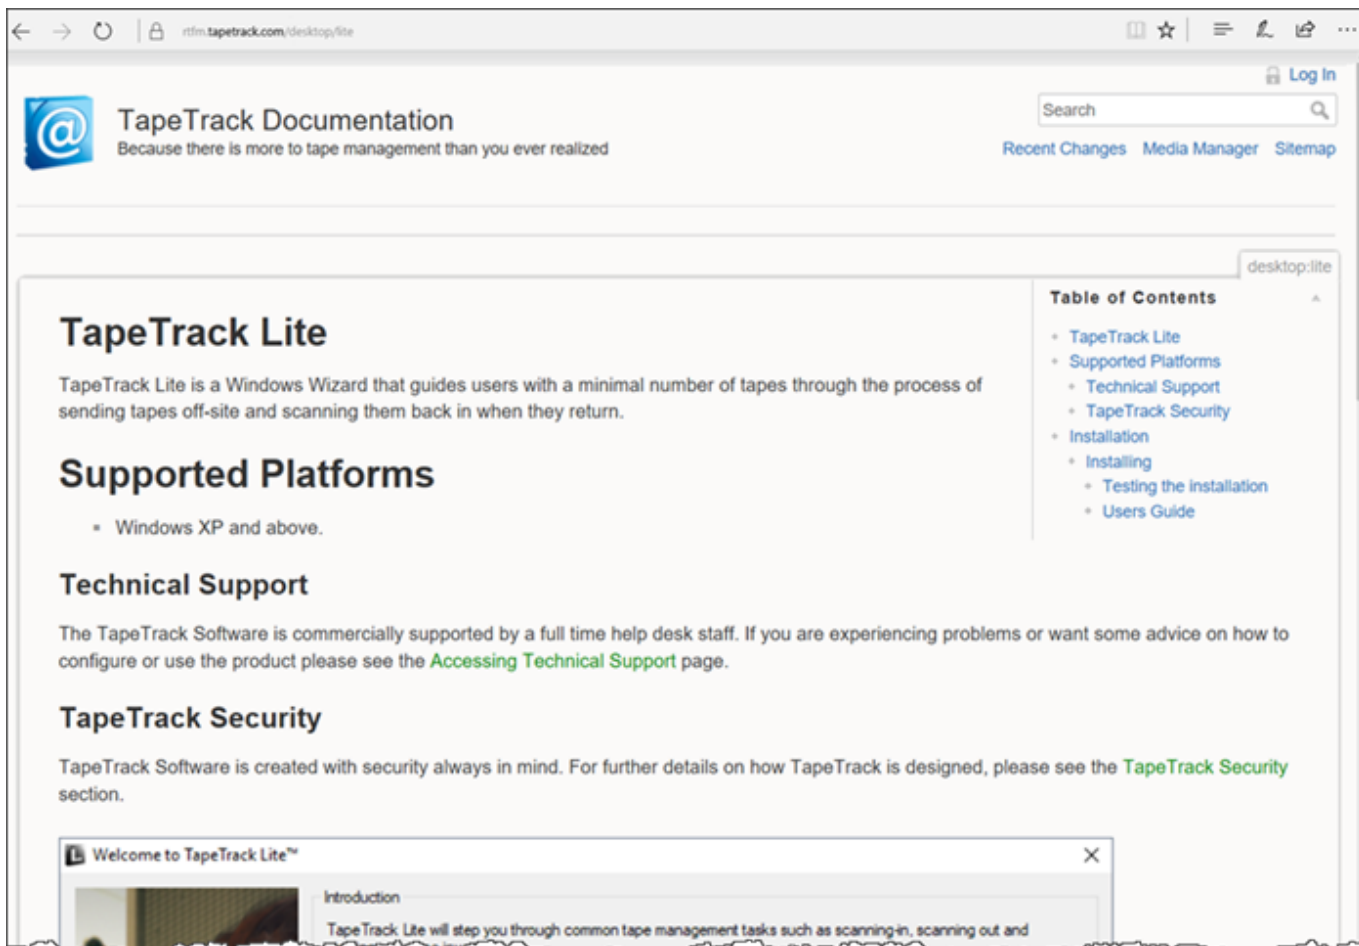 rtfm.tapetrack.com/desktop/lite
Log In
TapeTrack Documentation
Because there is more to tape management than you ever realized
Search
Recent Changes Media Manager Sitemap
desktop:lite
Table of Contents
TapeTrack Lite
Supported Platforms
Technical Support
TapeTrack Security
Installation
Installing
Testing the installation
Users Guide
TapeTrack Lite
TapeTrack Lite is a Windows Wizard that guides users with a minimal number of tapes through the process of
sending tapes off-site and scanning them back in when they return.
Supported Platforms
Windows XP and above.
Technical Support
The TapeTrack Software is commercially supported by a full time help desk staff. If you are experiencing problems or want some advice on how to
configure or use the product please see the Accessing Technical Support page.
TapeTrack Security
TapeTrack Software is created with security always in mind. For further details on how TapeTrack is designed, please see the TapeTrack Security
section.
Welcome to TapeTrack Lite™
Introduction
TapeTrack Lite will step you through common tape management tasks such as scanning-in, scanning out and